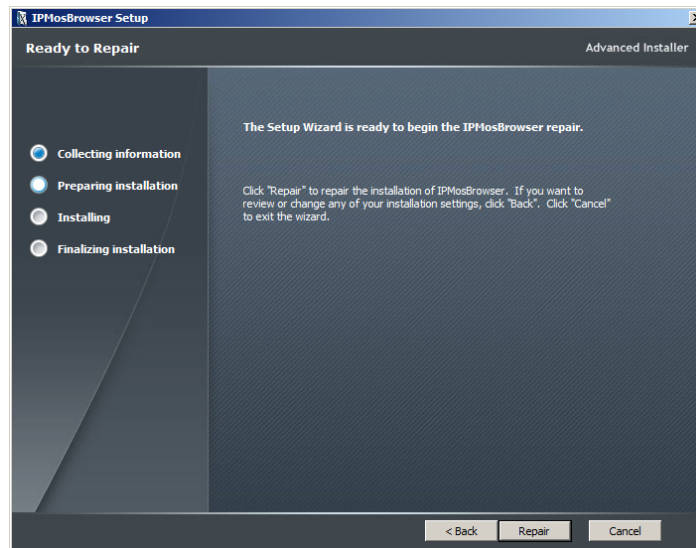 IPMosBrowser Setup
Ready to Repair
Advanced Installer
The Setup Wizard is ready to begin the IPMosBrowser repair.
Collecting information
Preparing installation
Installing
Finalizing installation
Click "Repair" to repair the installation of IPMosBrowser. If you want to
review or change any of your installation settings, click "Back". Click "Cancel"
to exit the wizard.
< Back
Repair
Cancel